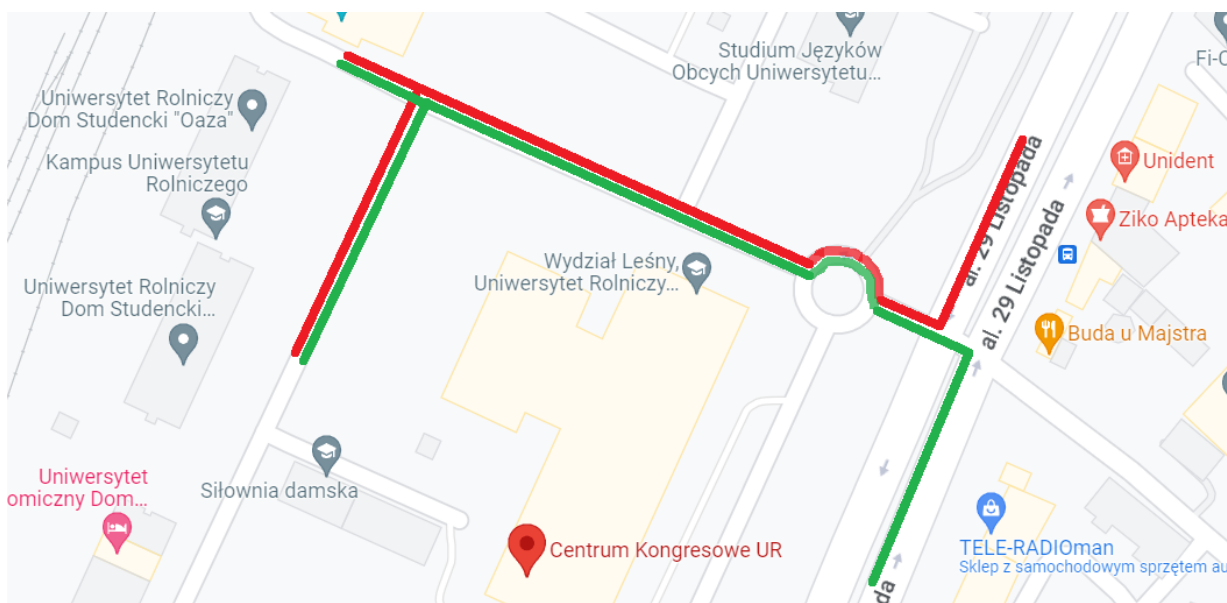 Studium Języków
Obcych Uniwersytetu...
Fi-C
Uniwersytet Rolniczy
Dom Studencki "Oaza"
Kampus Uniwersytetu
Rolniczego
Unident
al. 29 Listopada
al. 29 Listopada
Ziko Apteka
Wydział Leśny,
Uniwersytet Rolniczy...
Uniwersytet Rolniczy
Dom Studencki...
Buda u Majstra
Uniwersytet
omiczny Dom...
Siłownia damska
Centrum Kongresowe UR
TELE-RADIOman
Sklep z samochodowym sprzętem au
da